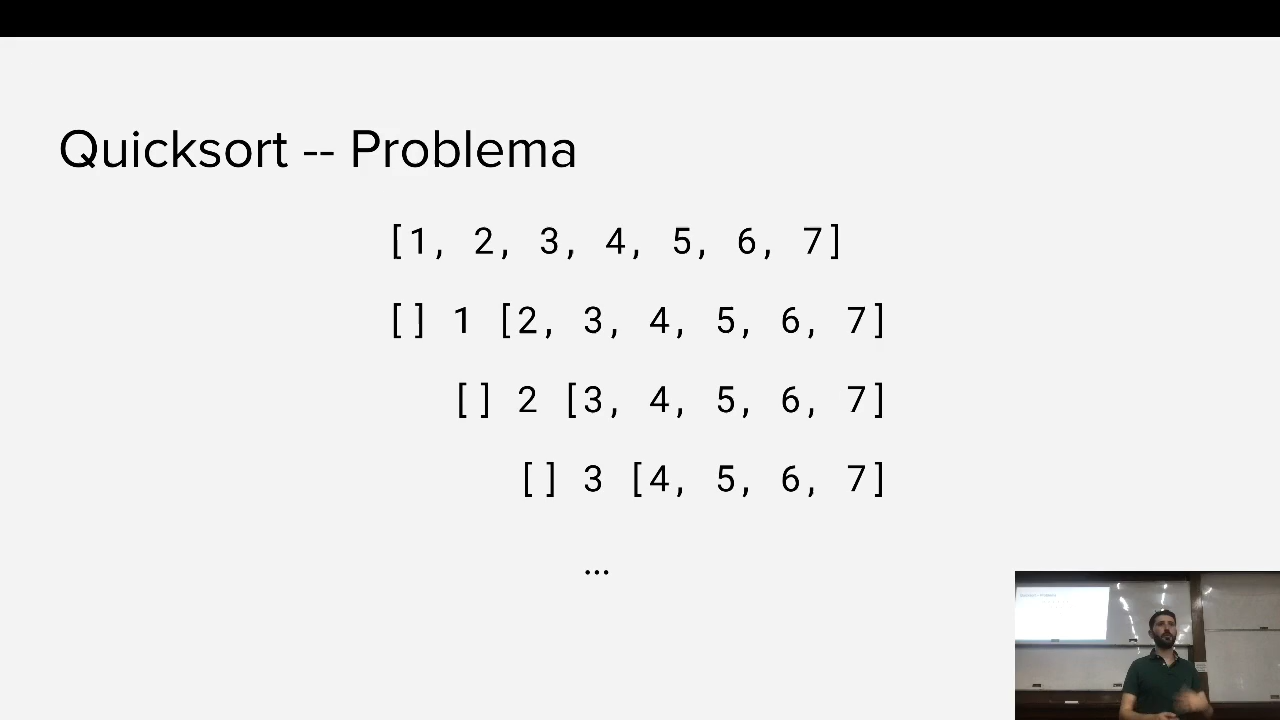 Quicksort -- Problema
[1, 2, 3, 4, 5, 6, 7]
[] 1 [2, 3, 4, 5, 6, 7]
[] 2 [3, 4, 5, 6, 7]
[] 3 [4, 5, 6, 7]
...